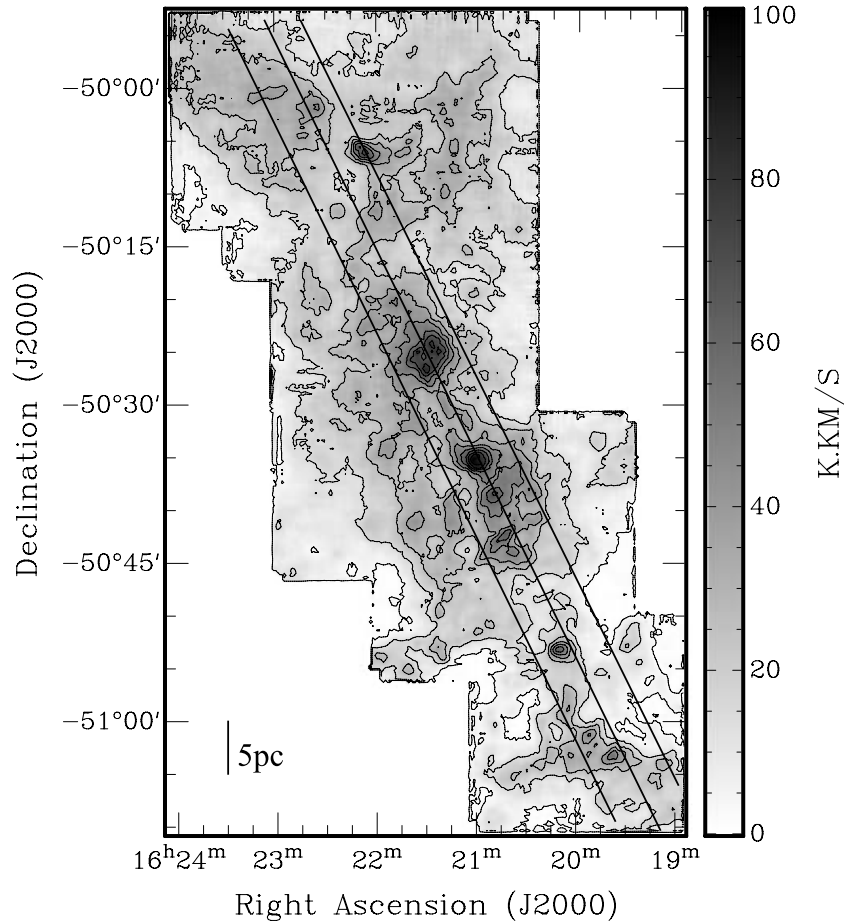 100
−50°00′
80
−50°15′
Declination (J2000)
60
−50°30′
K.KM/S
40
−50°45′
20
−51°00′
5pc
0
16ʰ24ᵐ 23ᵐ 22ᵐ 21ᵐ 20ᵐ 19ᵐ
Right Ascension (J2000)